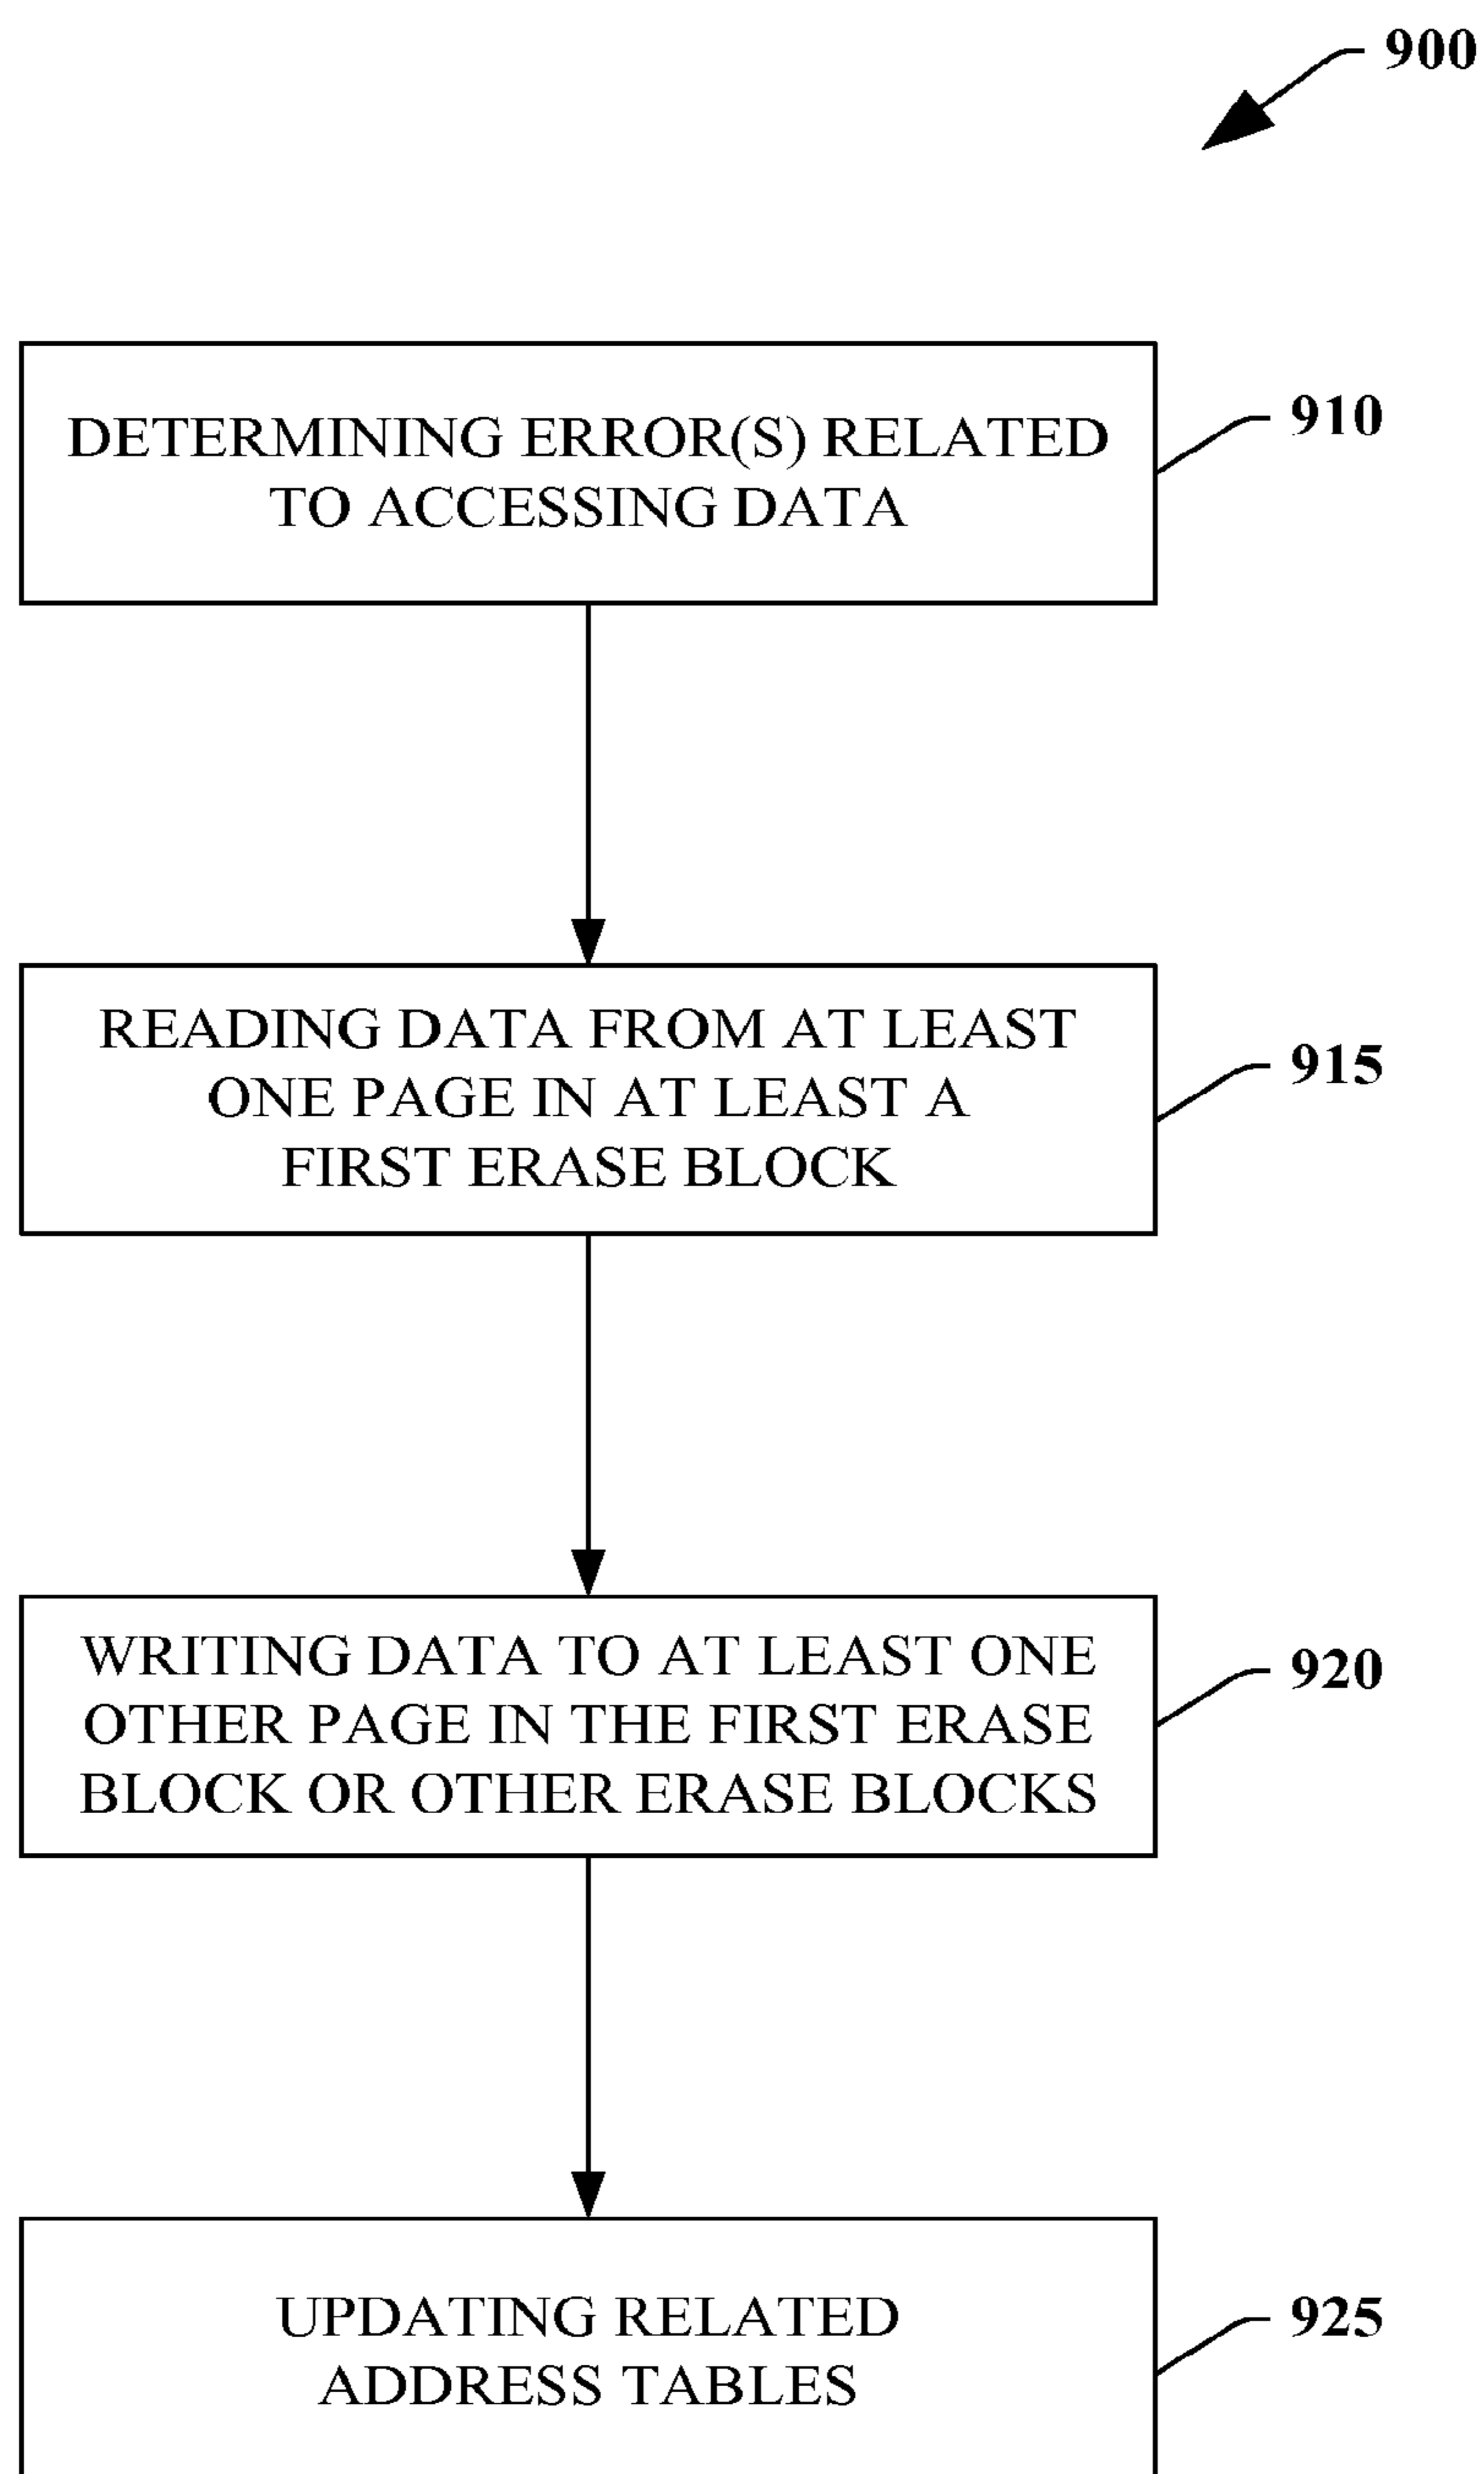 900
DETERMINING ERROR(S) RELATED
TO ACCESSING DATA
910
READING DATA FROM AT LEAST
ONE PAGE IN AT LEAST A
FIRST ERASE BLOCK
915
WRITING DATA TO AT LEAST ONE
OTHER PAGE IN THE FIRST ERASE
BLOCK OR OTHER ERASE BLOCKS
920
UPDATING RELATED
ADDRESS TABLES
925